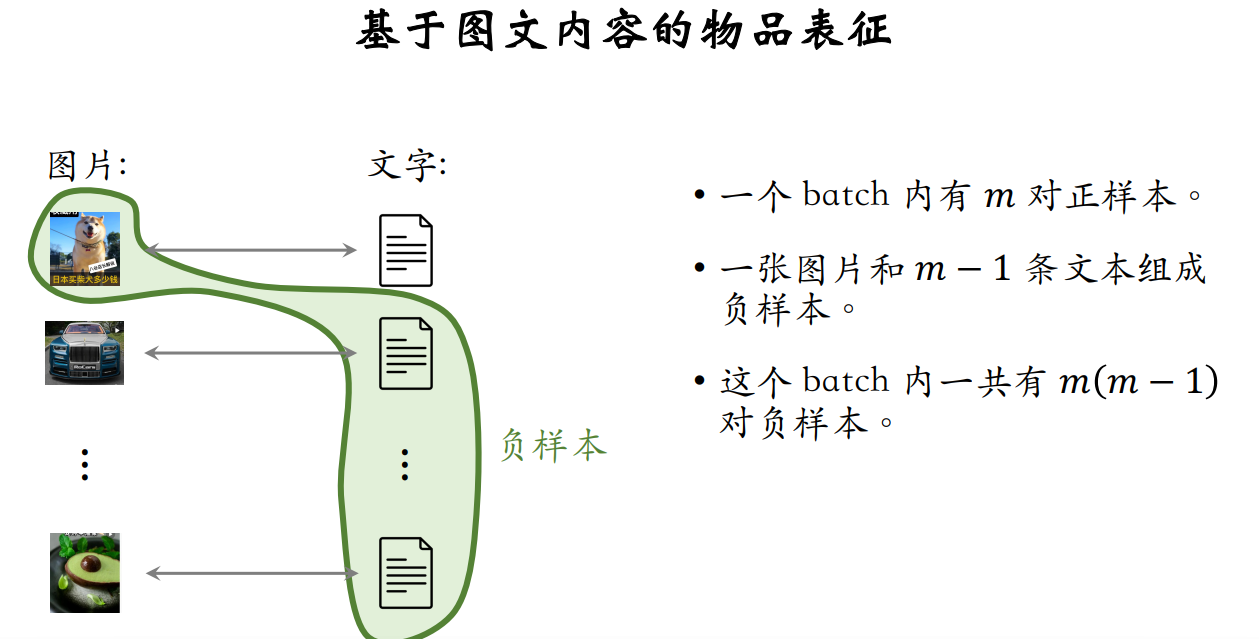 基于图文内容的物品表征
图片:
文字:
日本买柴犬多少钱
负样本
• 一个 batch 内有 m 对正样本。
• 一张图片和 m − 1 条文本组成
负样本。
• 这个 batch 内一共有 m(m − 1)
对负样本。